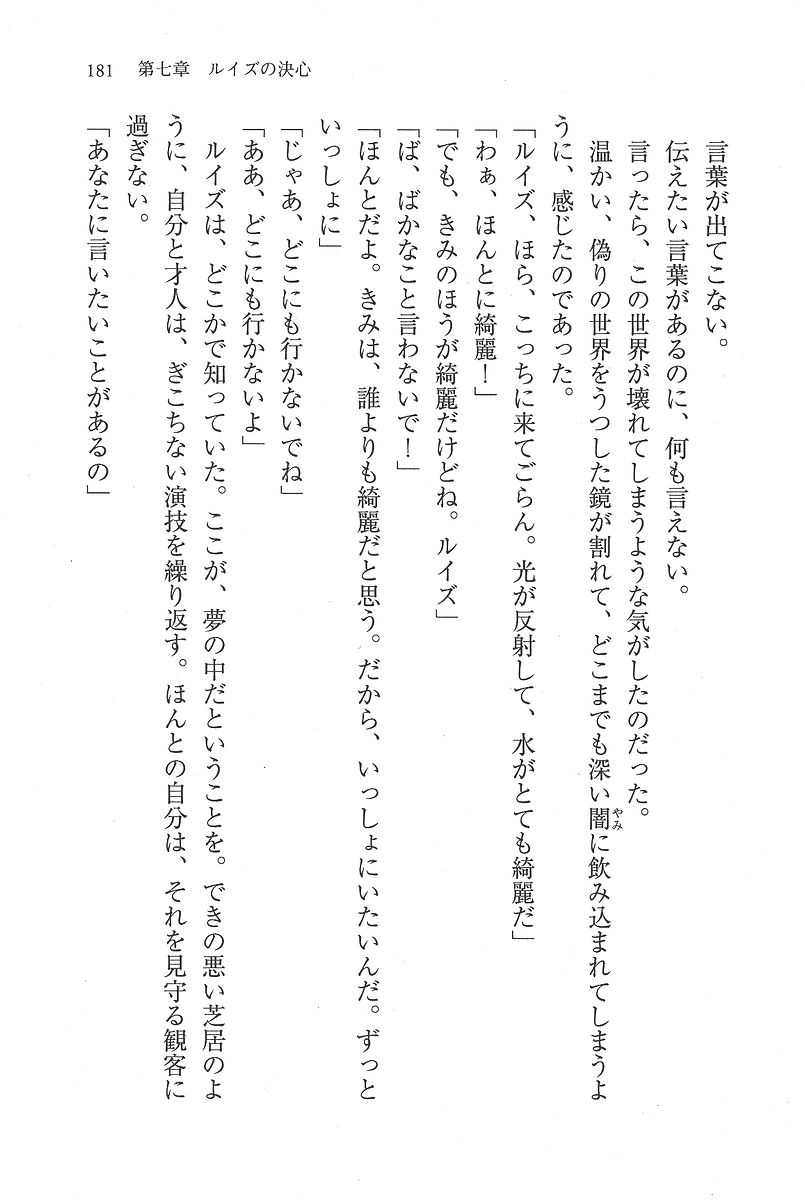 181 第七章 ルイズの決心
言葉が出てこない。
伝えたい言葉があるのに、何も言えない。
言ったら、この世界が壊れてしまうような気がしたのだった。
温かい、偽りの世界をうつした鏡が割れて、どこまでも深い闇に飲み込まれてしまうよ
やみ
うに、感じたのであった。
「ルイズ、ほら、こっちに来てごらん。光が反射して、水がとても綺麗だ」
「わぁ、ほんとに綺麗！」
「でも、きみのほうが綺麗だけどね。ルイズ」
「ば、ばかなこと言わないで！」
「ほんとだよ。きみは、誰よりも綺麗だと思う。だから、いっしょにいたいんだ。ずっと
いっしょに」
「じゃあ、どこにも行かないでね」
「ああ、どこにも行かないよ」
ルイズは、どこかで知っていた。ここが、夢の中だということを。できの悪い芝居のよ
うに、自分と才人は、ぎこちない演技を繰り返す。ほんとの自分は、それを見守る観客に
過ぎない。
「あなたに言いたいことがあるの」